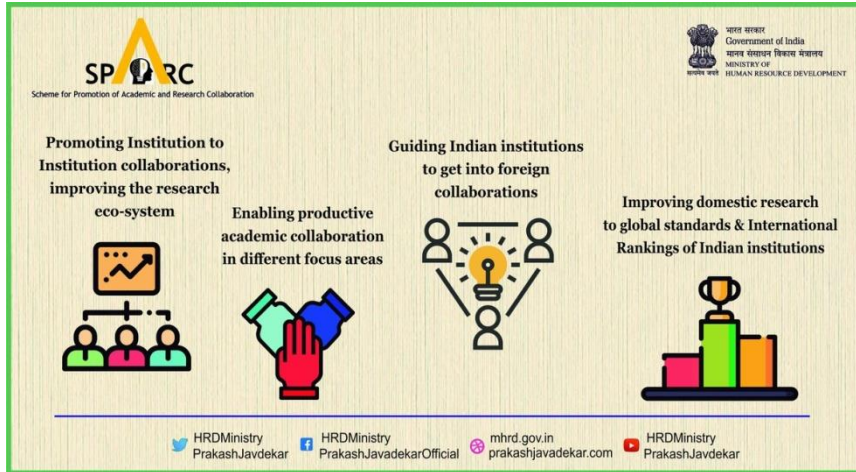 SPARC
Scheme for Promotion of Academic and Research Collaboration
भारत सरकार
Government of India
मानव संसाधन विकास मंत्रालय
MINISTRY OF
HUMAN RESOURCE DEVELOPMENT
सत्यमेव जयते
Promoting Institution to
Institution collaborations,
improving the research
eco-system
Enabling productive
academic collaboration
in different focus areas
Guiding Indian institutions
to get into foreign
collaborations
Improving domestic research
to global standards & International
Rankings of Indian institutions
HRDMinistry
PrakashJavdekar
HRDMinistry
PrakashJavadekarOfficial
mhrd.gov.in
prakashjavadekar.com
HRDMinistry
PrakashJavdekar